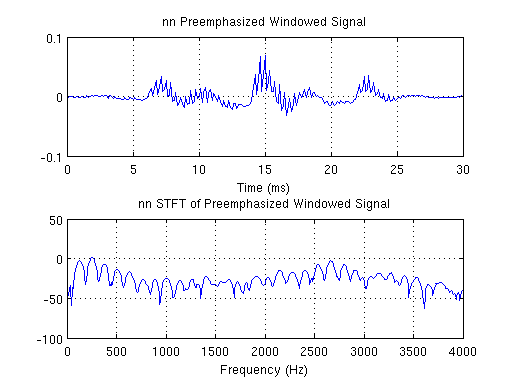 nn Preemphasized Windowed Signal
0.1
0
-0.1
0 5 10 15 20 25 30
Time (ms)
nn STFT of Preemphasized Windowed Signal
50
0
-50
-100
0 500 1000 1500 2000 2500 3000 3500 4000
Frequency (Hz)